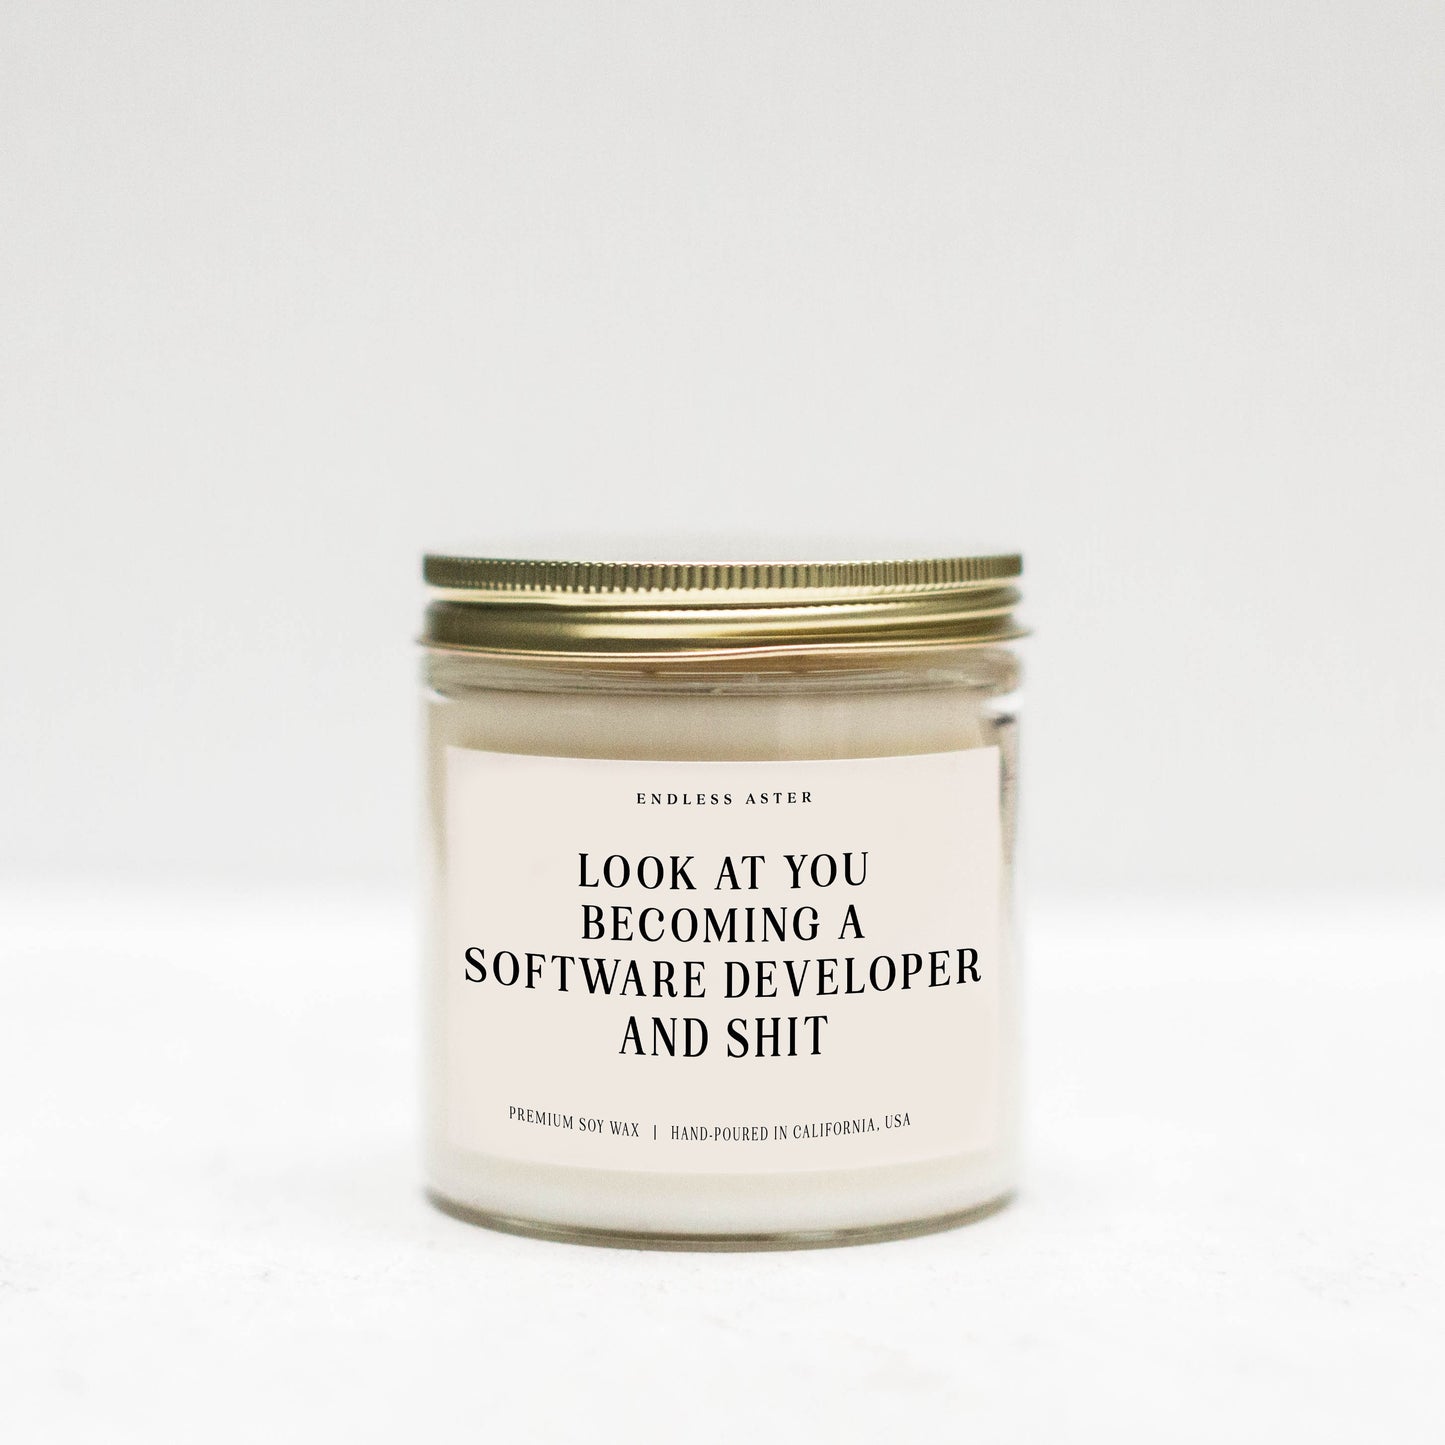 ENDLESS ASTER
LOOK AT YOU
BECOMING A
SOFTWARE DEVELOPER
AND SHIT
PREMIUM SOY WAX | HAND-POURED IN CALIFORNIA, USA